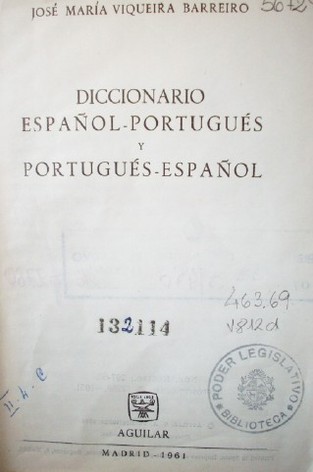 JOSÉ MARÍA VIQUEIRA BARREIRO
DICCIONARIO
ESPAÑOL-PORTUGUÉS
Y
PORTUGUÉS-ESPAÑOL
463.69
V812d
132114
PODER LEGISLATIVO
BIBLIOTECA
AGUILAR
MADRID-1961